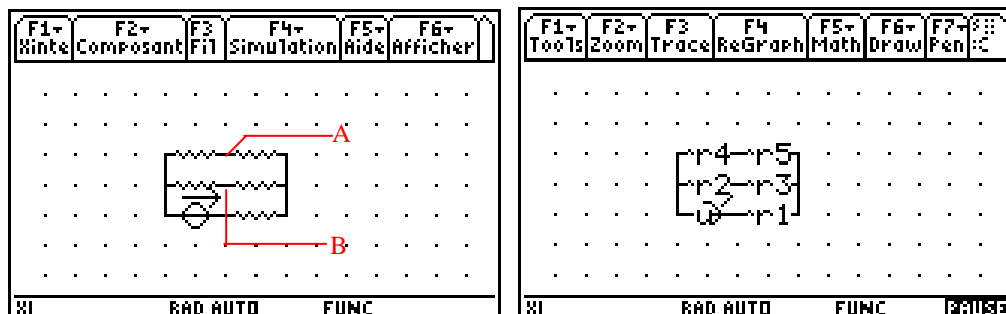 F1 F2 F3 F4 F5 F6
Xinte Composant Fil Simulation Aide Afficher
A
B
XI RAD AUTO FUNC
F1 F2 F3 F4 F5 F6 F7
Tools Zoom Trace ReGraph Math Draw Pen :C
r4 r5
r2 r3
u r1
XI RAD AUTO FUNC PAUSE